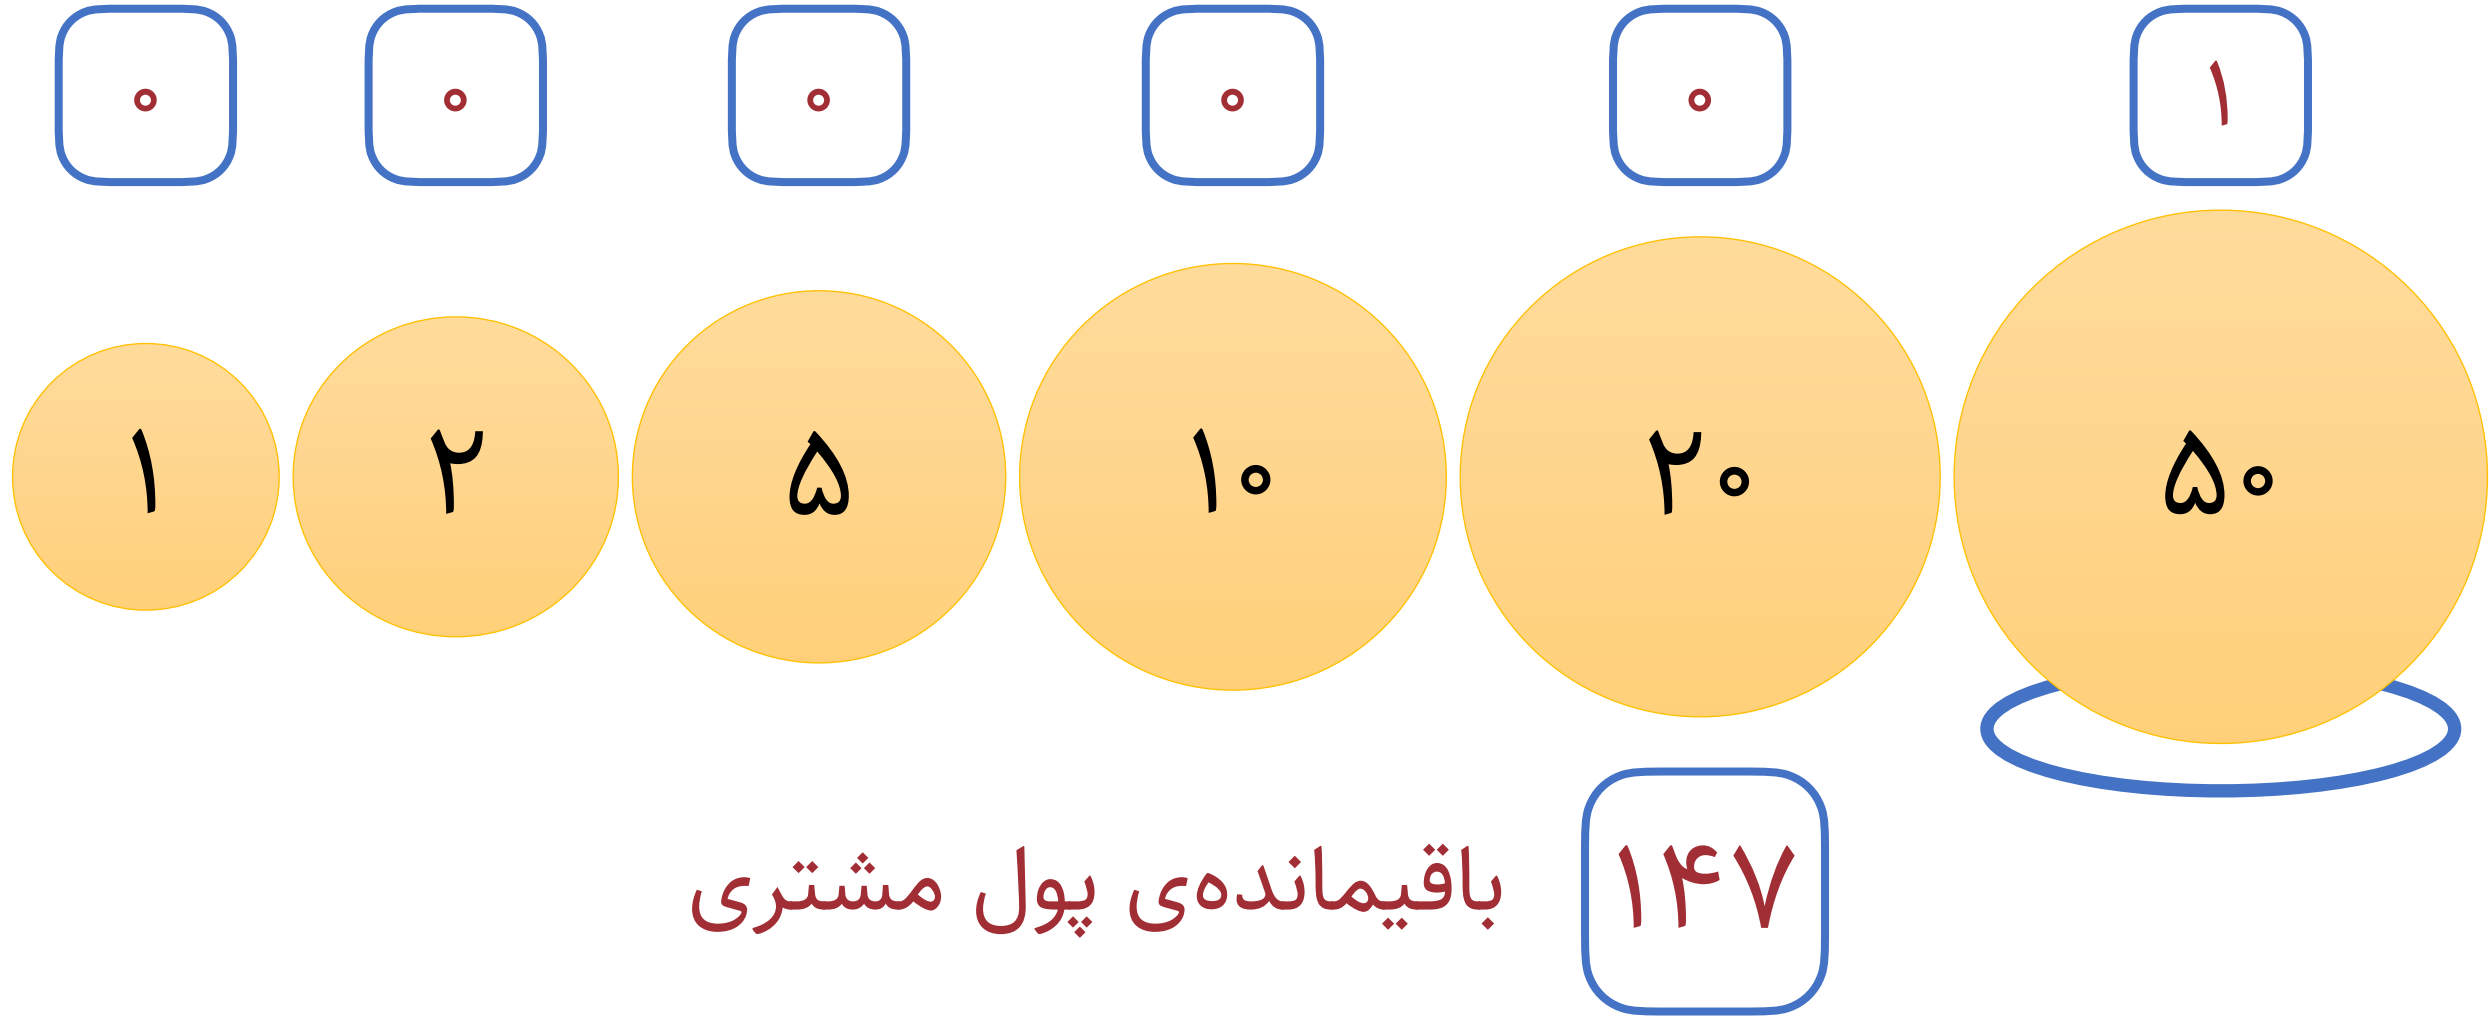 ۰ ۰ ۰ ۰ ۰ ۱
۱ ۲ ۵ ۱۰ ۲۰ ۵۰
۱۴۷ باقیمانده‌ی پول مشتری